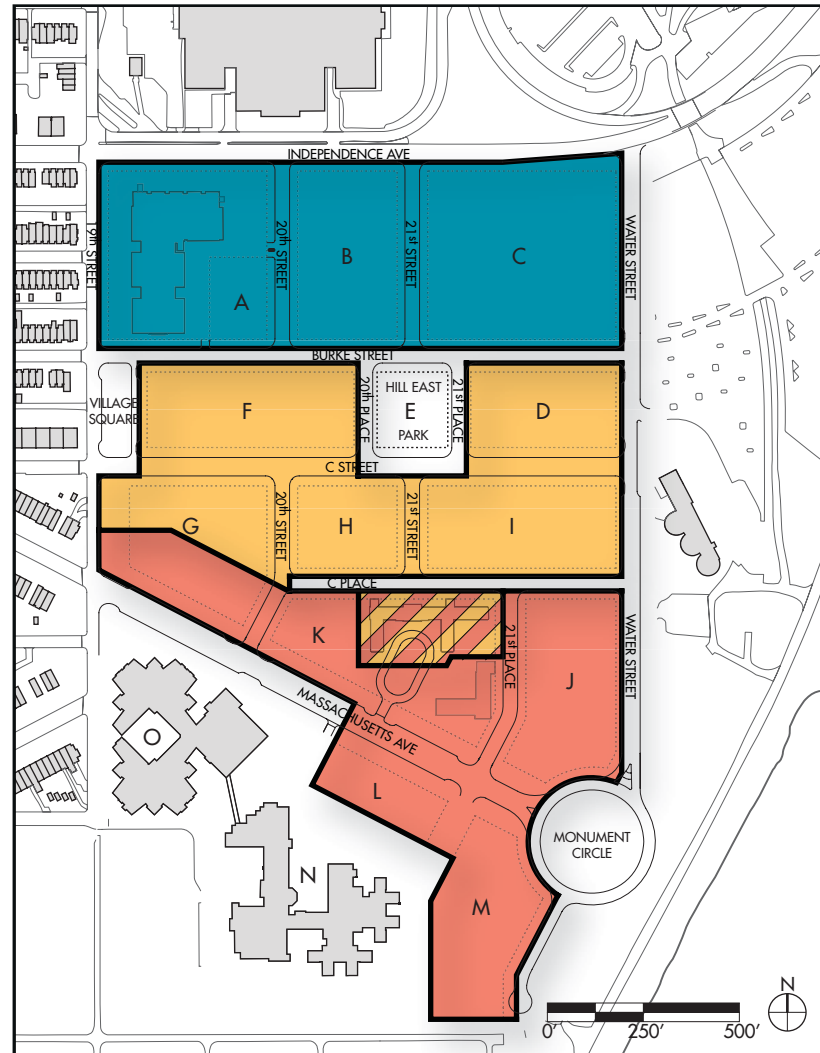 INDEPENDENCE AVE
19th STREET
20th STREET
21st STREET
WATER STREET
A
B
C
BURKE STREET
VILLAGE
SQUARE
F
20th PLACE
HILL EAST
E
PARK
21st PLACE
D
C STREET
G
20th STREET
H
21st STREET
I
C PLACE
K
21st PLACE
J
WATER STREET
MASSACHUSETTS AVE
O
L
MONUMENT
CIRCLE
N
M
N
0' 250' 500'